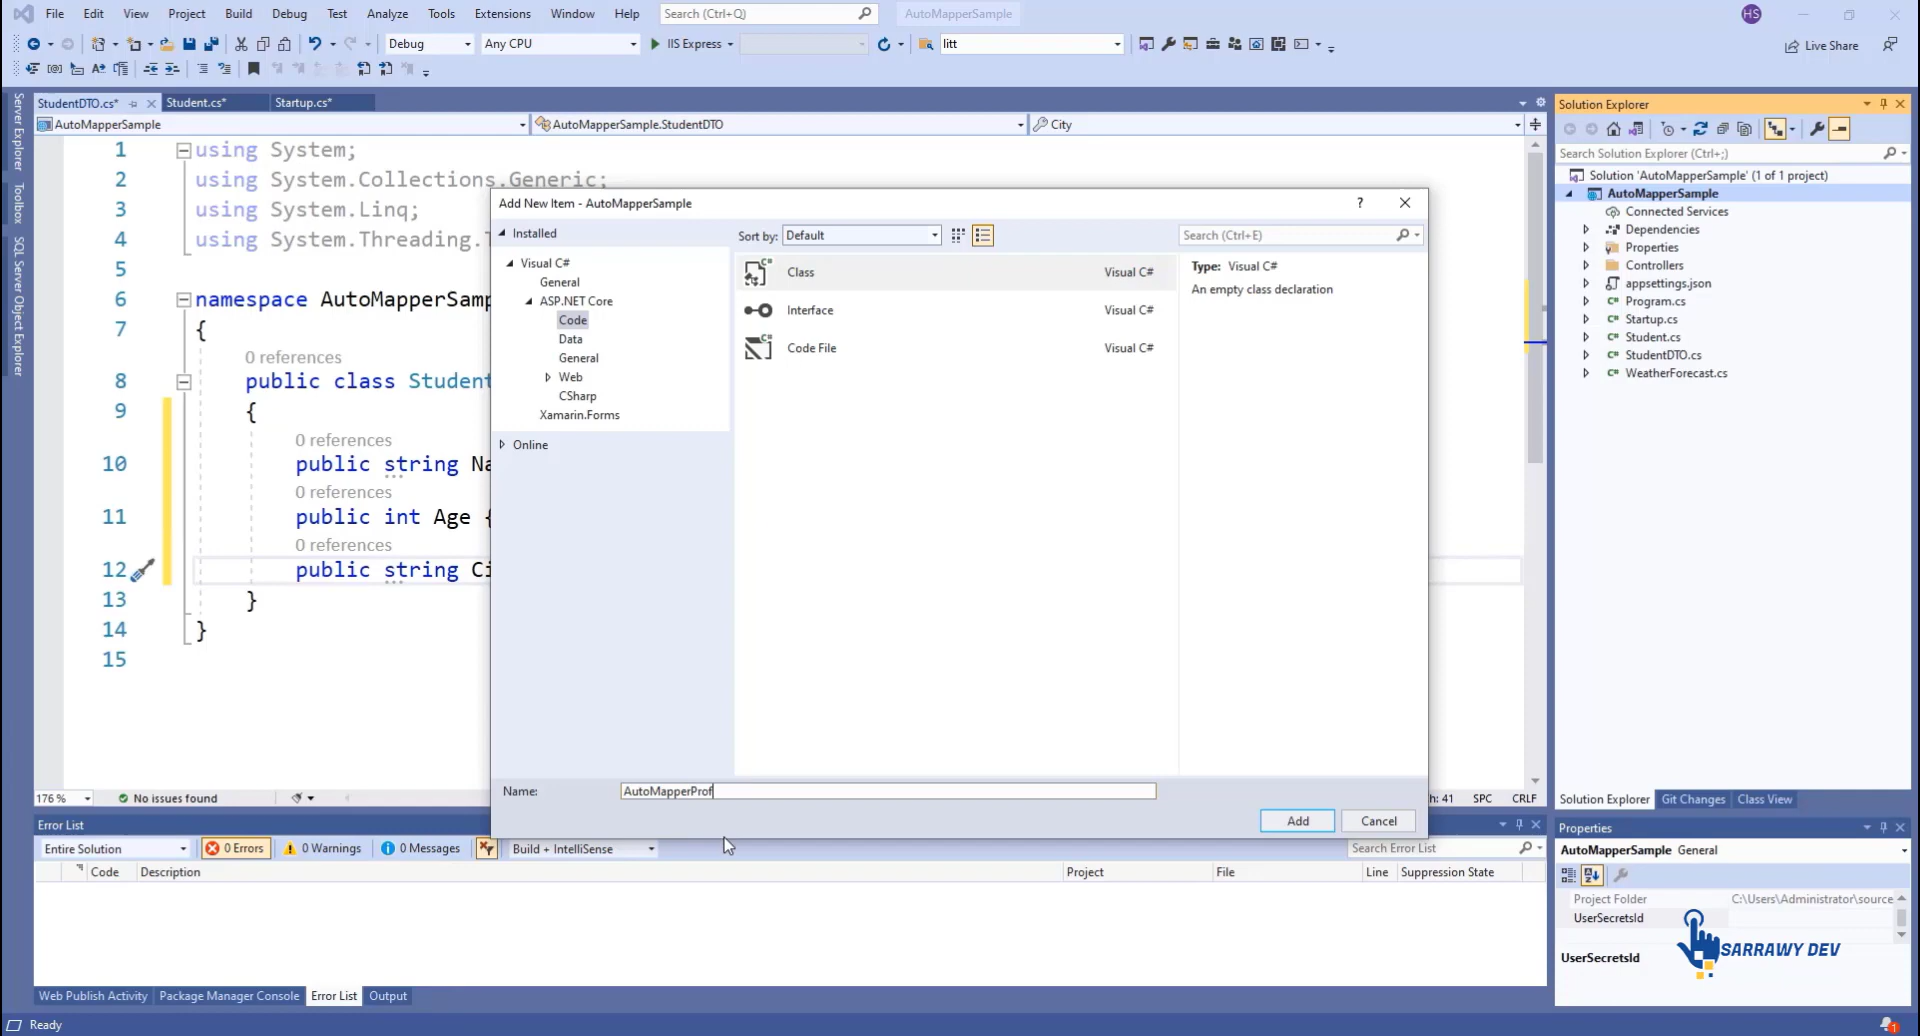 File Edit View Project Build Debug Test Analyze Tools Extensions Window Help Search (Ctrl+Q) AutoMapperSample HS
Debug Any CPU IIS Express litt Live Share
StudentDTO.cs* Student.cs* Startup.cs*
AutoMapperSample AutoMapperSample.StudentDTO City
Server Explorer
Toolbox
SQL Server Object Explorer
1 using System;
2 using System.Collections.Generic;
3 using System.Linq;
4 using System.Threading.
5
6 namespace AutoMapperSamp
7 {
0 references
8 public class Student
9 {
0 references
10 public string Na
0 references
11 public int Age {
0 references
12 public string Ci
13 }
14 }
15
176 % No issues found h: 41 SPC CRLF
Add New Item - AutoMapperSample ?
Installed
Sort by: Default
Search (Ctrl+E)
Visual C#
General
ASP.NET Core
Code
Data
General
Web
CSharp
Xamarin.Forms
Online
Class Visual C#
Interface Visual C#
Code File Visual C#
Type: Visual C#
An empty class declaration
Name: AutoMapperProf
Add Cancel
Solution Explorer
Search Solution Explorer (Ctrl+;)
Solution 'AutoMapperSample' (1 of 1 project)
AutoMapperSample
Connected Services
Dependencies
Properties
Controllers
appsettings.json
Program.cs
Startup.cs
Student.cs
StudentDTO.cs
WeatherForecast.cs
Solution Explorer Git Changes Class View
Error List
Entire Solution 0 Errors 0 Warnings 0 Messages Build + IntelliSense Search Error List
Code Description Project File Line Suppression State
Web Publish Activity Package Manager Console Error List Output
Properties
AutoMapperSample General
Project Folder C:\Users\Administrator\source
UserSecretsId
SARRAWY DEV
UserSecretsId
Ready 1